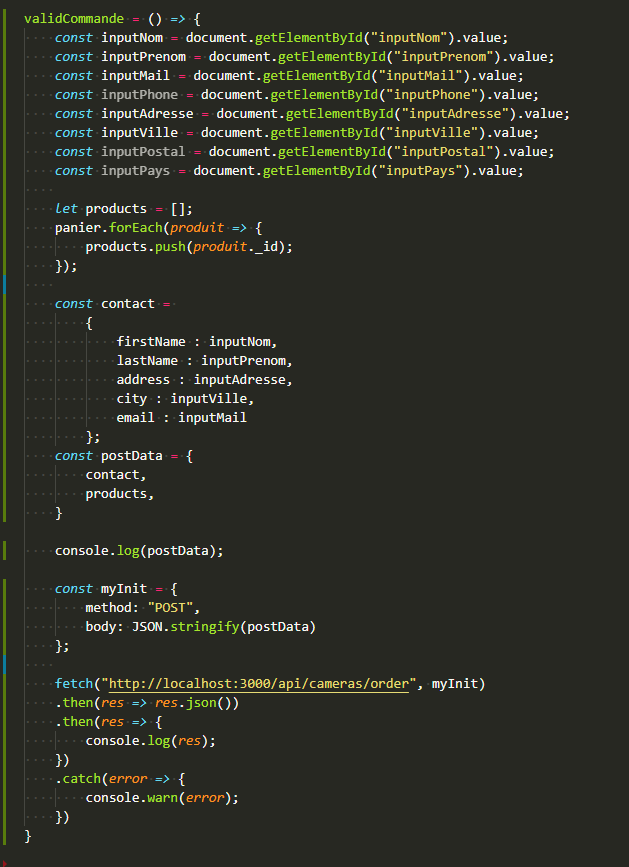 validCommande = () => {
const inputNom = document.getElementById("inputNom").value;
const inputPrenom = document.getElementById("inputPrenom").value;
const inputMail = document.getElementById("inputMail").value;
const inputPhone = document.getElementById("inputPhone").value;
const inputAdresse = document.getElementById("inputAdresse").value;
const inputVille = document.getElementById("inputVille").value;
const inputPostal = document.getElementById("inputPostal").value;
const inputPays = document.getElementById("inputPays").value;
let products = [];
panier.forEach(produit => {
products.push(produit._id);
});
const contact =
{
firstName : inputNom,
lastName : inputPrenom,
address : inputAdresse,
city : inputVille,
email : inputMail
};
const postData = {
contact,
products,
}
console.log(postData);
const myInit = {
method: "POST",
body: JSON.stringify(postData)
};
fetch("http://localhost:3000/api/cameras/order", myInit)
.then(res => res.json())
.then(res => {
console.log(res);
})
.catch(error => {
console.warn(error);
})
}